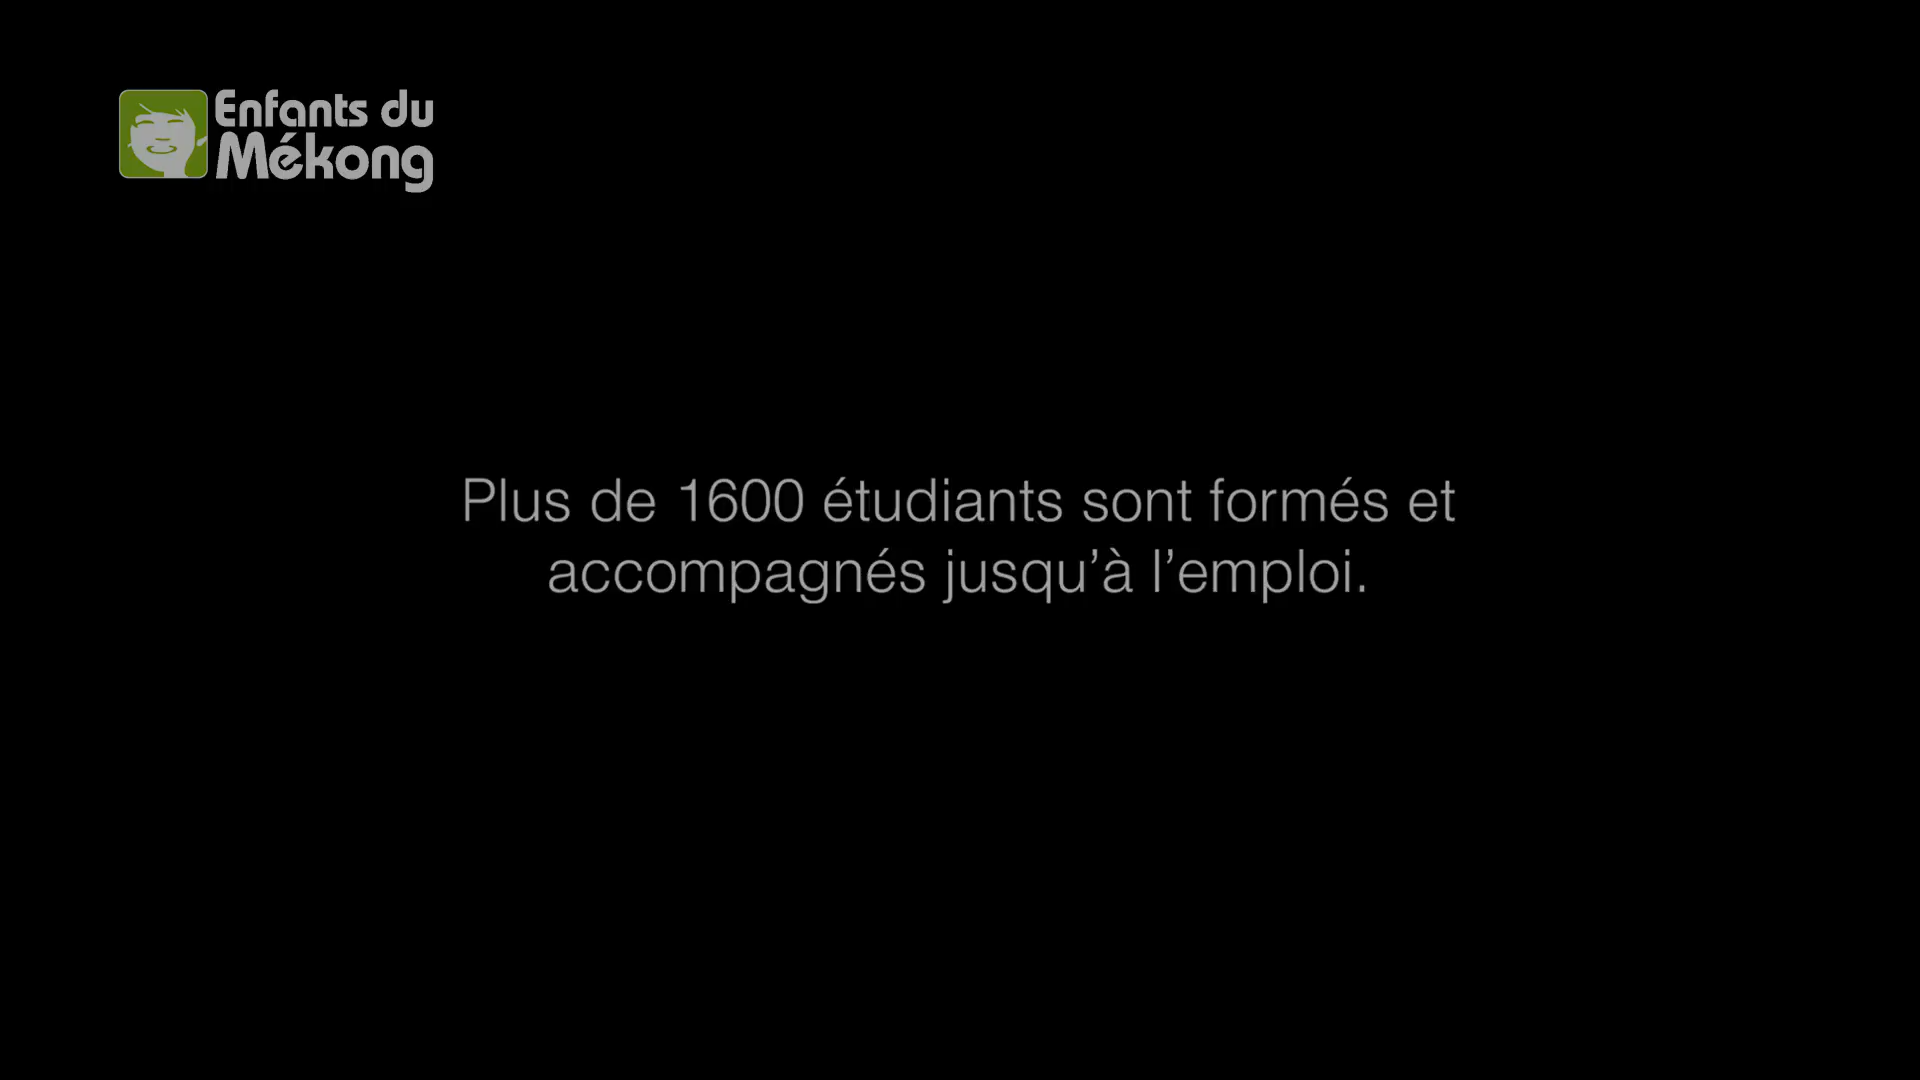 Enfants du
Mékong
Plus de 1600 étudiants sont formés et
accompagnés jusqu’à l’emploi.